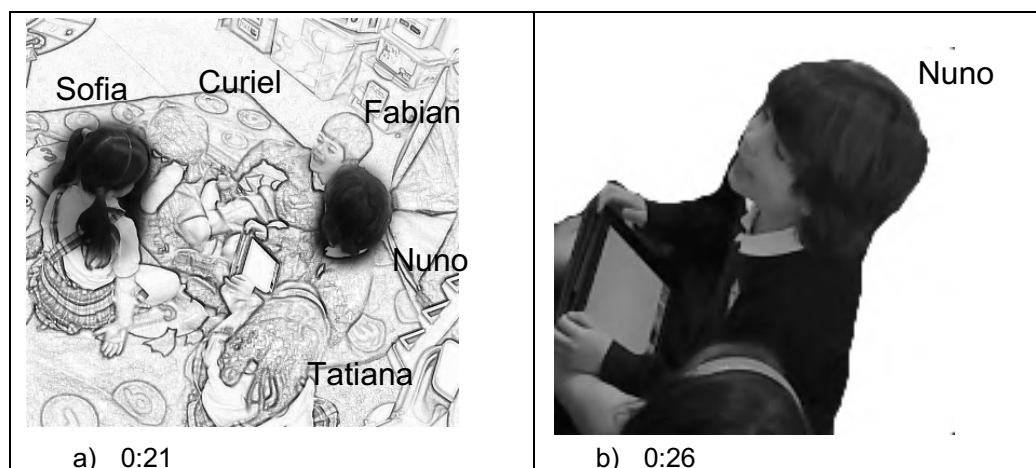 Sofia
Curiel
Fabian
Nuno
Tatiana
a) 0:21
Nuno
b) 0:26